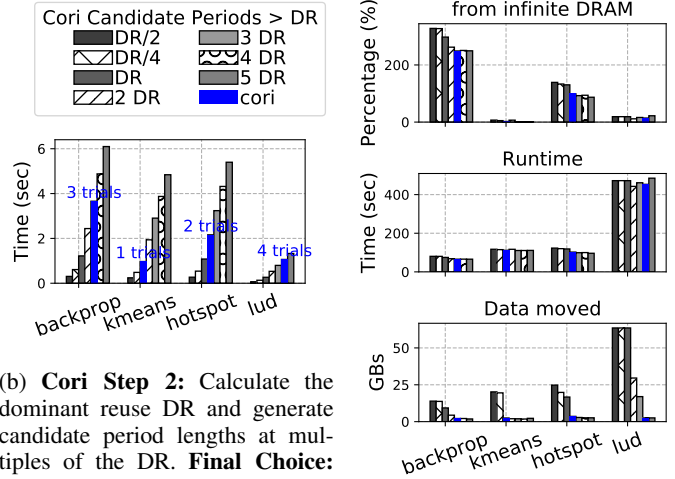 Cori Candidate Periods > DR
DR/2
DR/4
DR
2 DR
3 DR
4 DR
5 DR
cori
Time (sec)
6
4
2
0
3 trials
1 trials
2 trials
4 trials
backprop
kmeans
hotspot
lud
(b) Cori Step 2: Calculate the
dominant reuse DR and generate
candidate period lengths at mul-
tiples of the DR. Final Choice:
from infinite DRAM
Percentage (%)
200
0
Runtime
Time (sec)
400
200
0
Data moved
GBs
50
25
0
backprop
kmeans
hotspot
lud